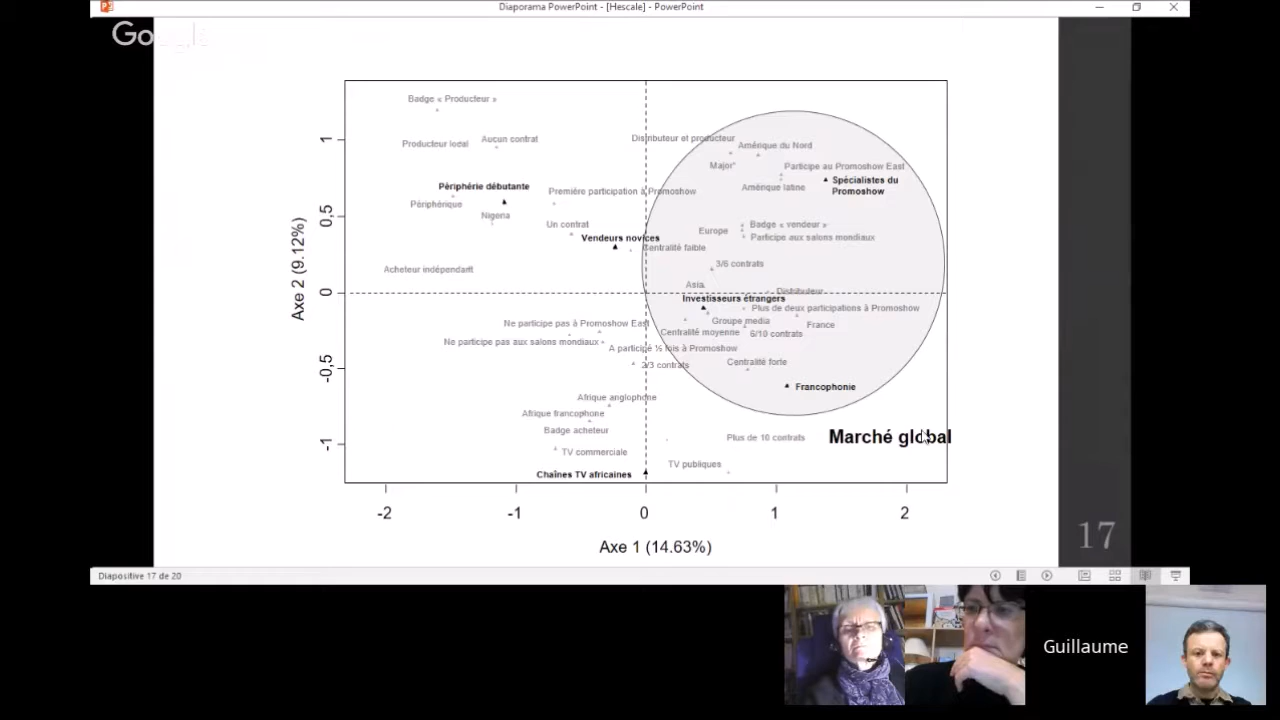 Diaporama PowerPoint - [Hescale] - PowerPoint
Google
Badge « Producteur »
Producteur local
Aucun contrat
Distributeur et producteur
Amérique du Nord
Major*
Participe au Promoshow East
Spécialistes du
Promoshow
Amérique latine
Périphérie débutante
Première participation à Promoshow
Périphérique
Nigeria
Un contrat
Europe
Badge « vendeur »
Participe aux salons mondiaux
Vendeurs novices
Centralité faible
3/6 contrats
Acheteur indépendant
Asia
Distributeur
Investisseurs étrangers
Plus de deux participations à Promoshow
Groupe media
France
Ne participe pas à Promoshow East
Centralité moyenne
6/10 contrats
Ne participe pas aux salons mondiaux
A participé ½ fois à Promoshow
2/3 contrats
Centralité forte
Francophonie
Afrique anglophone
Afrique francophone
Badge acheteur
Plus de 10 contrats
Marché global
TV commerciale
TV publiques
Chaînes TV africaines
Axe 2 (9.12%)
1
0,5
0
-0,5
-1
-2
-1
0
1
2
Axe 1 (14.63%)
17
Diapositive 17 de 20
Guillaume